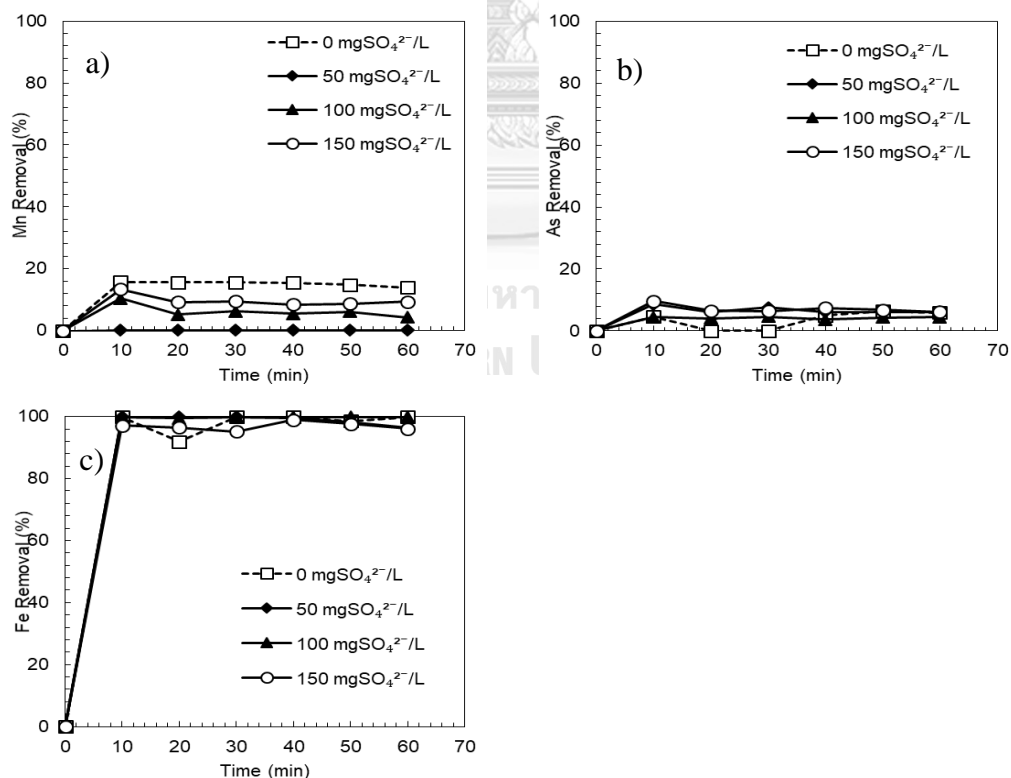 a)
0 mgSO₄²⁻/L
50 mgSO₄²⁻/L
100 mgSO₄²⁻/L
150 mgSO₄²⁻/L
Mn Removal (%)
100
80
60
40
20
0
0 10 20 30 40 50 60 70
Time (min)
b)
0 mgSO₄²⁻/L
50 mgSO₄²⁻/L
100 mgSO₄²⁻/L
150 mgSO₄²⁻/L
As Removal (%)
100
80
60
40
20
0
0 10 20 30 40 50 60 70
Time (min)
หา
RN U
c)
0 mgSO₄²⁻/L
50 mgSO₄²⁻/L
100 mgSO₄²⁻/L
150 mgSO₄²⁻/L
Fe Removal (%)
100
80
60
40
20
0
0 10 20 30 40 50 60 70
Time (min)